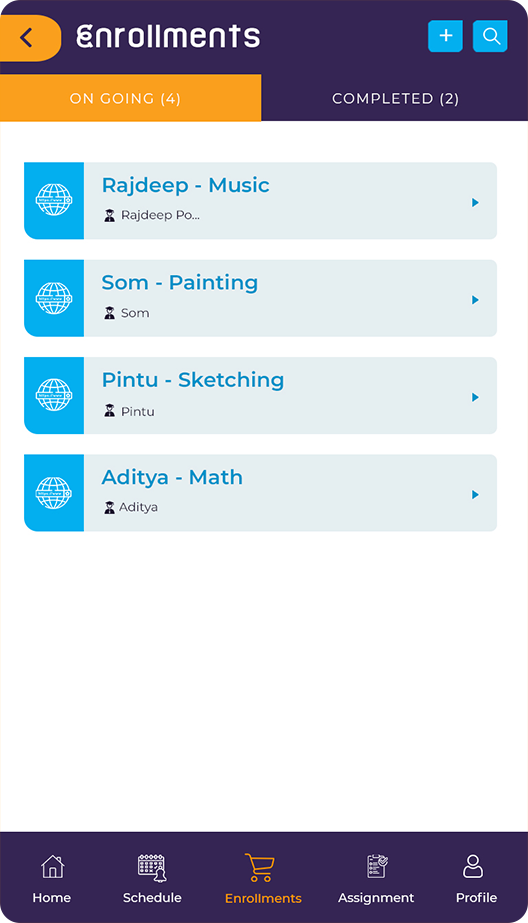 Enrollments
+
ON GOING (4)
COMPLETED (2)
Rajdeep - Music
Rajdeep Po...
Som - Painting
Som
Pintu - Sketching
Pintu
Aditya - Math
Aditya
Home
Schedule
Enrollments
Assignment
Profile